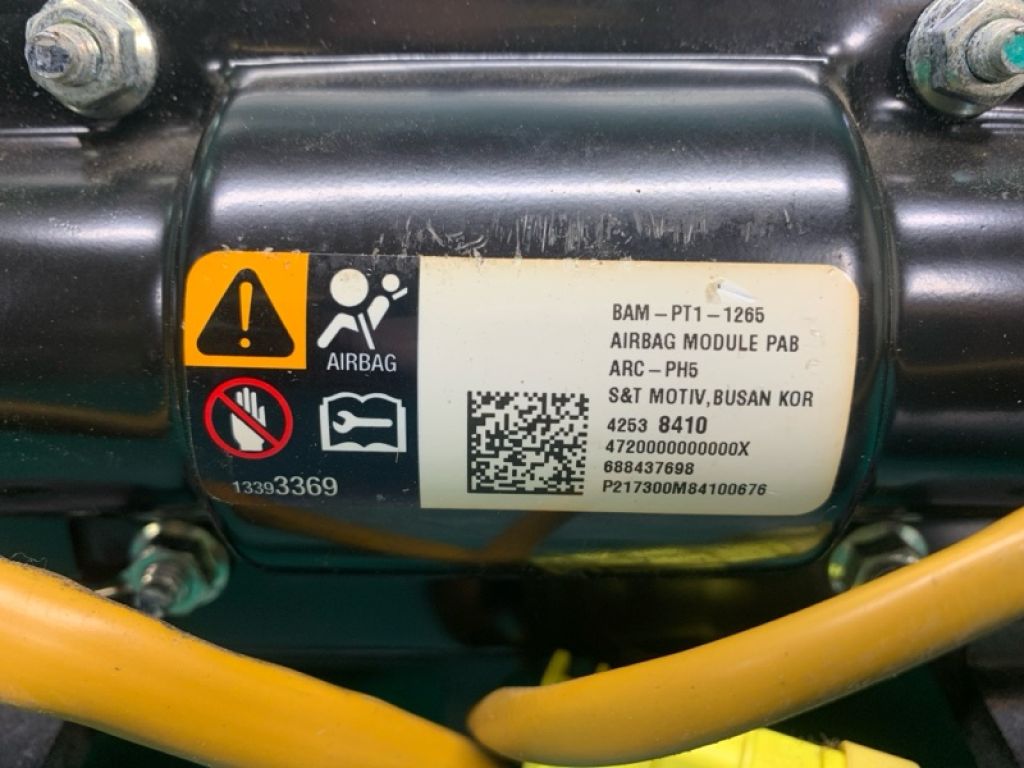 AIRBAG
13393369
BAM-PT1-1265
AIRBAG MODULE PAB
ARC-PH5
S&T MOTIV,BUSAN KOR
4253 8410
4720000000000X
688437698
P217300M84100676